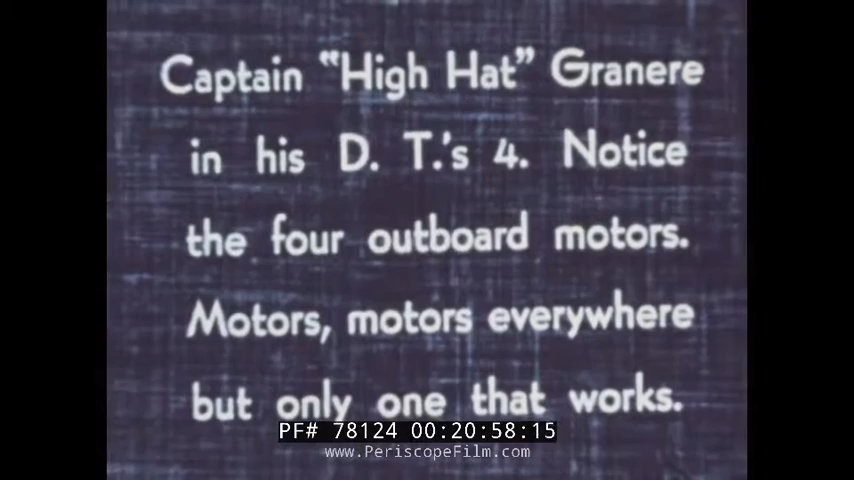 Captain “High Hat” Granere
in his D. T.'s 4. Notice
the four outboard motors.
Motors, motors everywhere
but only one that works.
PF# 78124 00:20:58:15
www.PeriscopeFilm.com